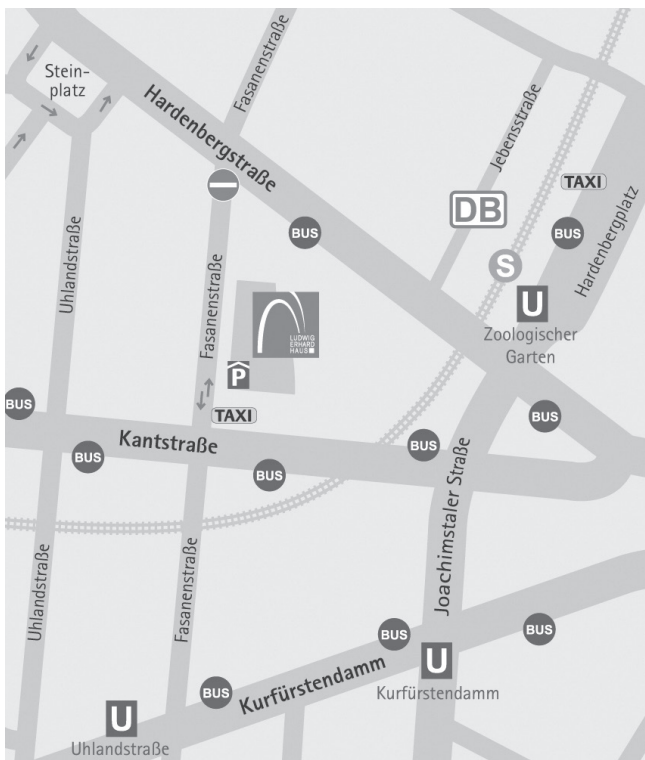 Stein-
platz
Hardenbergstraße
Fasanenstraße
Jebensstraße
TAXI
DB
BUS
BUS
Hardenbergplatz
S
U
Zoologischer
Garten
Uhlandstraße
Fasanenstraße
LUDWIG
ERHARD
HAUS
P
TAXI
BUS
BUS
Kantstraße
BUS
BUS
BUS
Joachimstaler Straße
Uhlandstraße
Fasanenstraße
BUS
BUS
U
Kurfürstendamm
BUS
Kurfürstendamm
U
Uhlandstraße